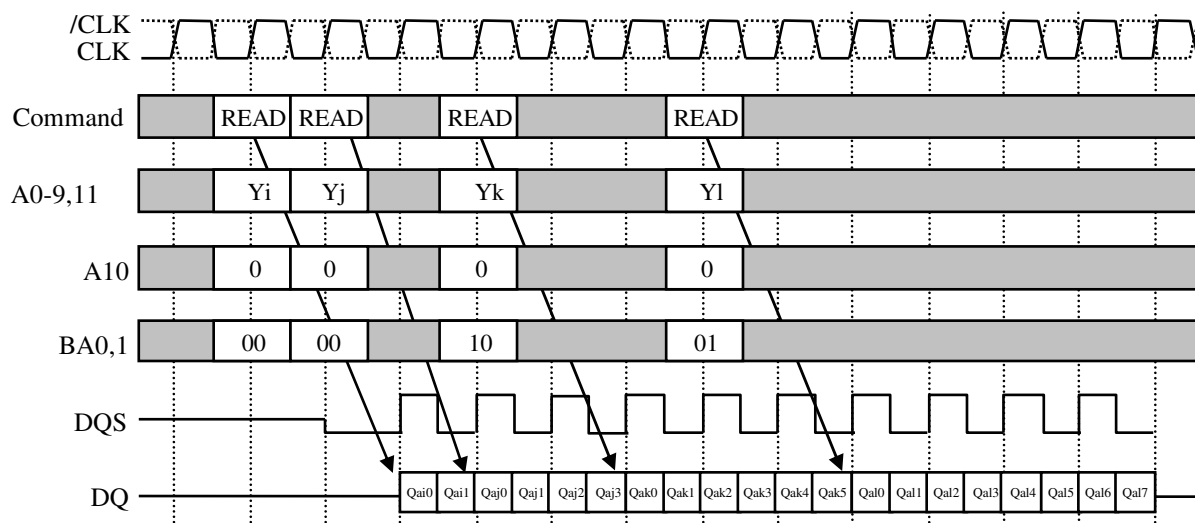 /CLK
CLK
Command READ READ READ READ
A0-9,11 Yi Yj Yk Yl
A10 0 0 0 0
BA0,1 00 00 10 01
DQS
DQ Qai0 Qai1 Qaj0 Qaj1 Qaj2 Qaj3 Qak0 Qak1 Qak2 Qak3 Qak4 Qak5 Qal0 Qal1 Qal2 Qal3 Qal4 Qal5 Qal6 Qal7